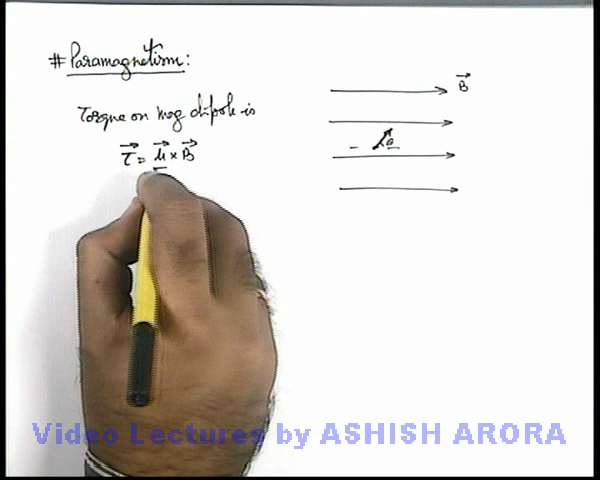 # Paramagnetism:
Torque on mag dipole is
τ⃗ = μ⃗ × B⃗
B⃗
θ
Video Lectures by ASHISH ARORA